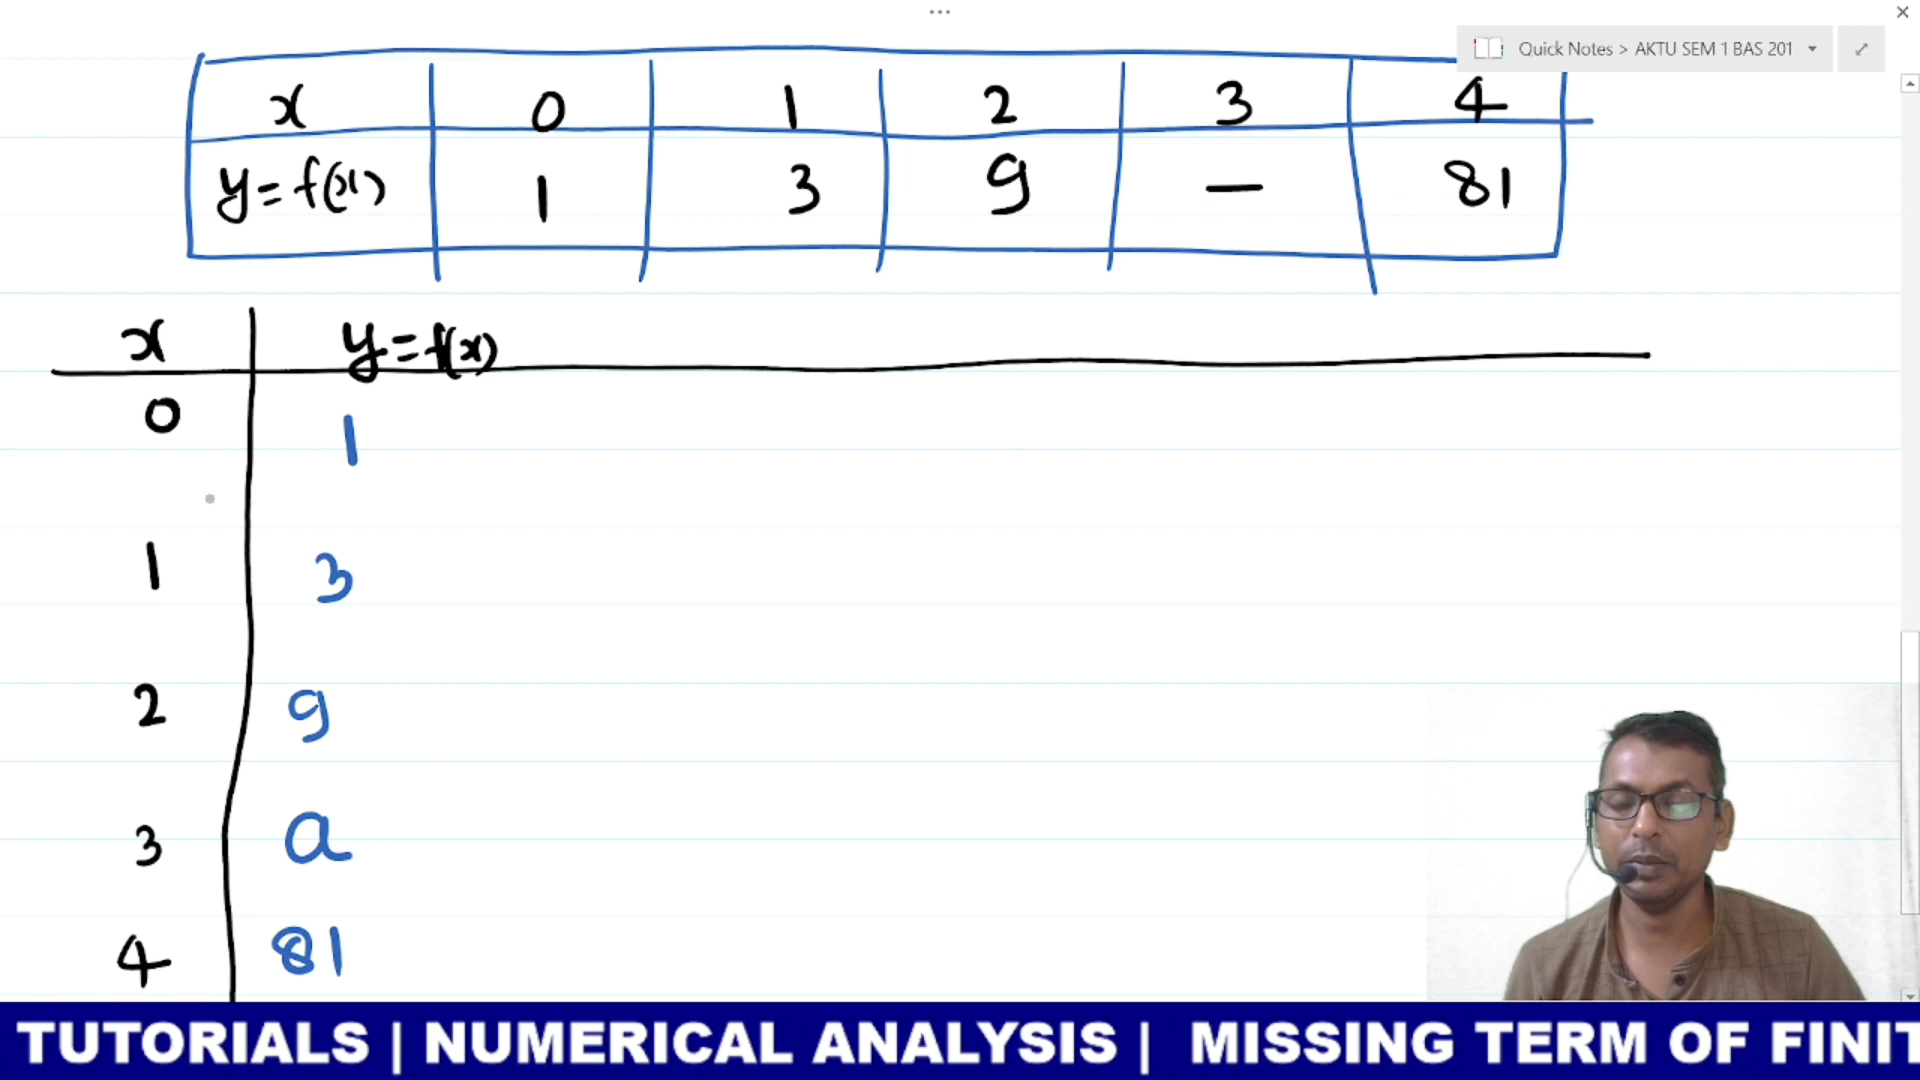 ...
Quick Notes > AKTU SEM 1 BAS 201
x 0 1 2 3 4
y=f(x) 1 3 9 — 81
x y=f(x)
0 1
1 3
2 9
3 a
4 81
TUTORIALS | NUMERICAL ANALYSIS | MISSING TERM OF FINIT